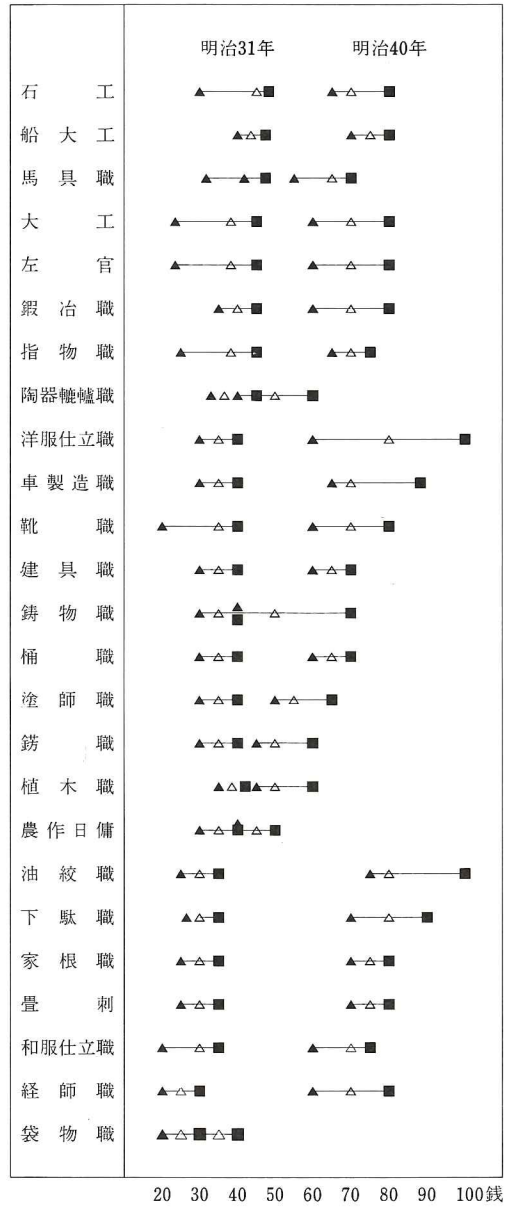 明治31年 明治40年
石工
船大工
馬具職
大工
左官
鍛冶職
指物職
陶器轆轤職
洋服仕立職
車製造職
靴職
建具職
鋳物職
桶職
塗師職
錺職
植木職
農作日傭
油絞職
下駄職
家根職
畳刺
和服仕立職
経師職
袋物職
20 30 40 50 60 70 80 90 100銭